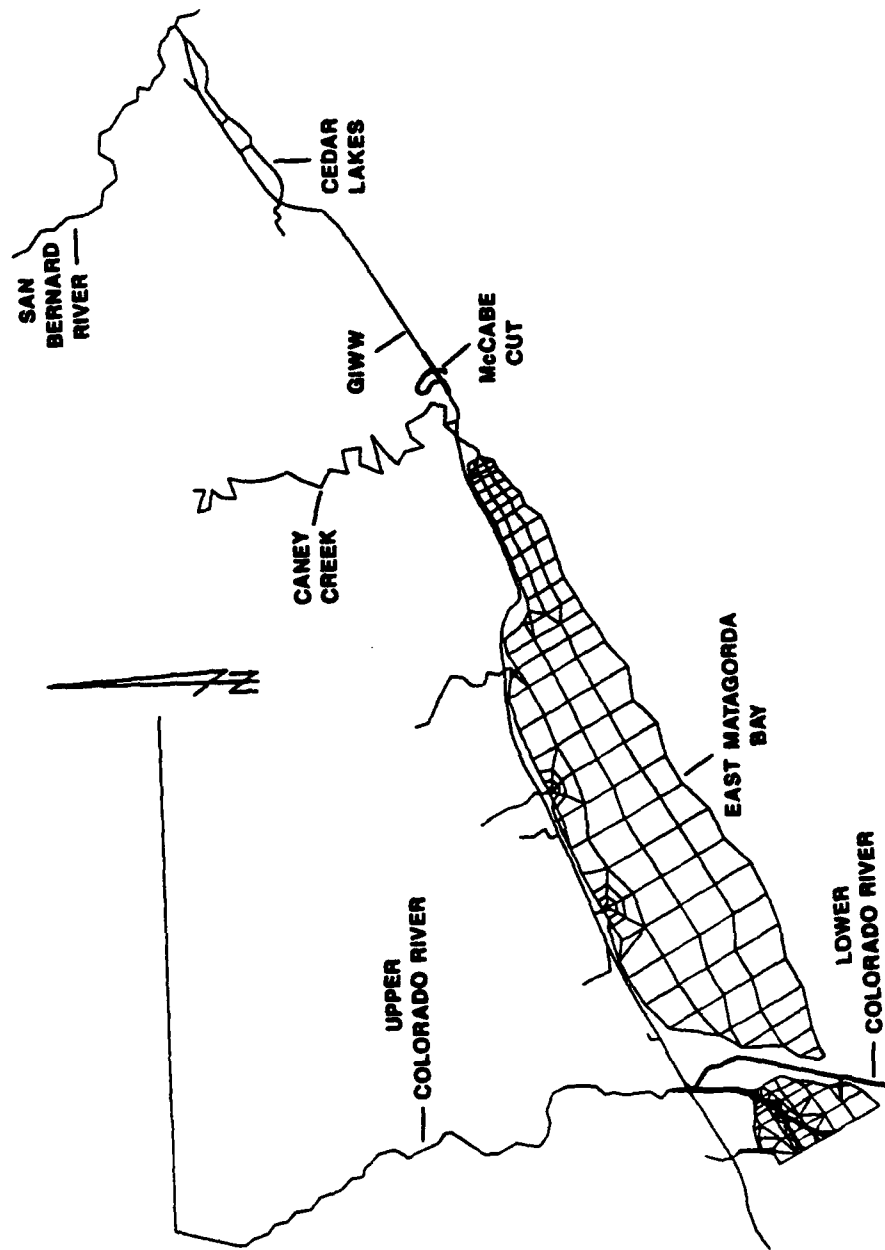 SAN
BERNARD
RIVER
CEDAR
LAKES
GIWW
McCABE
CUT
CANEY
CREEK
N
EAST MATAGORDA
BAY
UPPER
COLORADO RIVER
LOWER
COLORADO RIVER